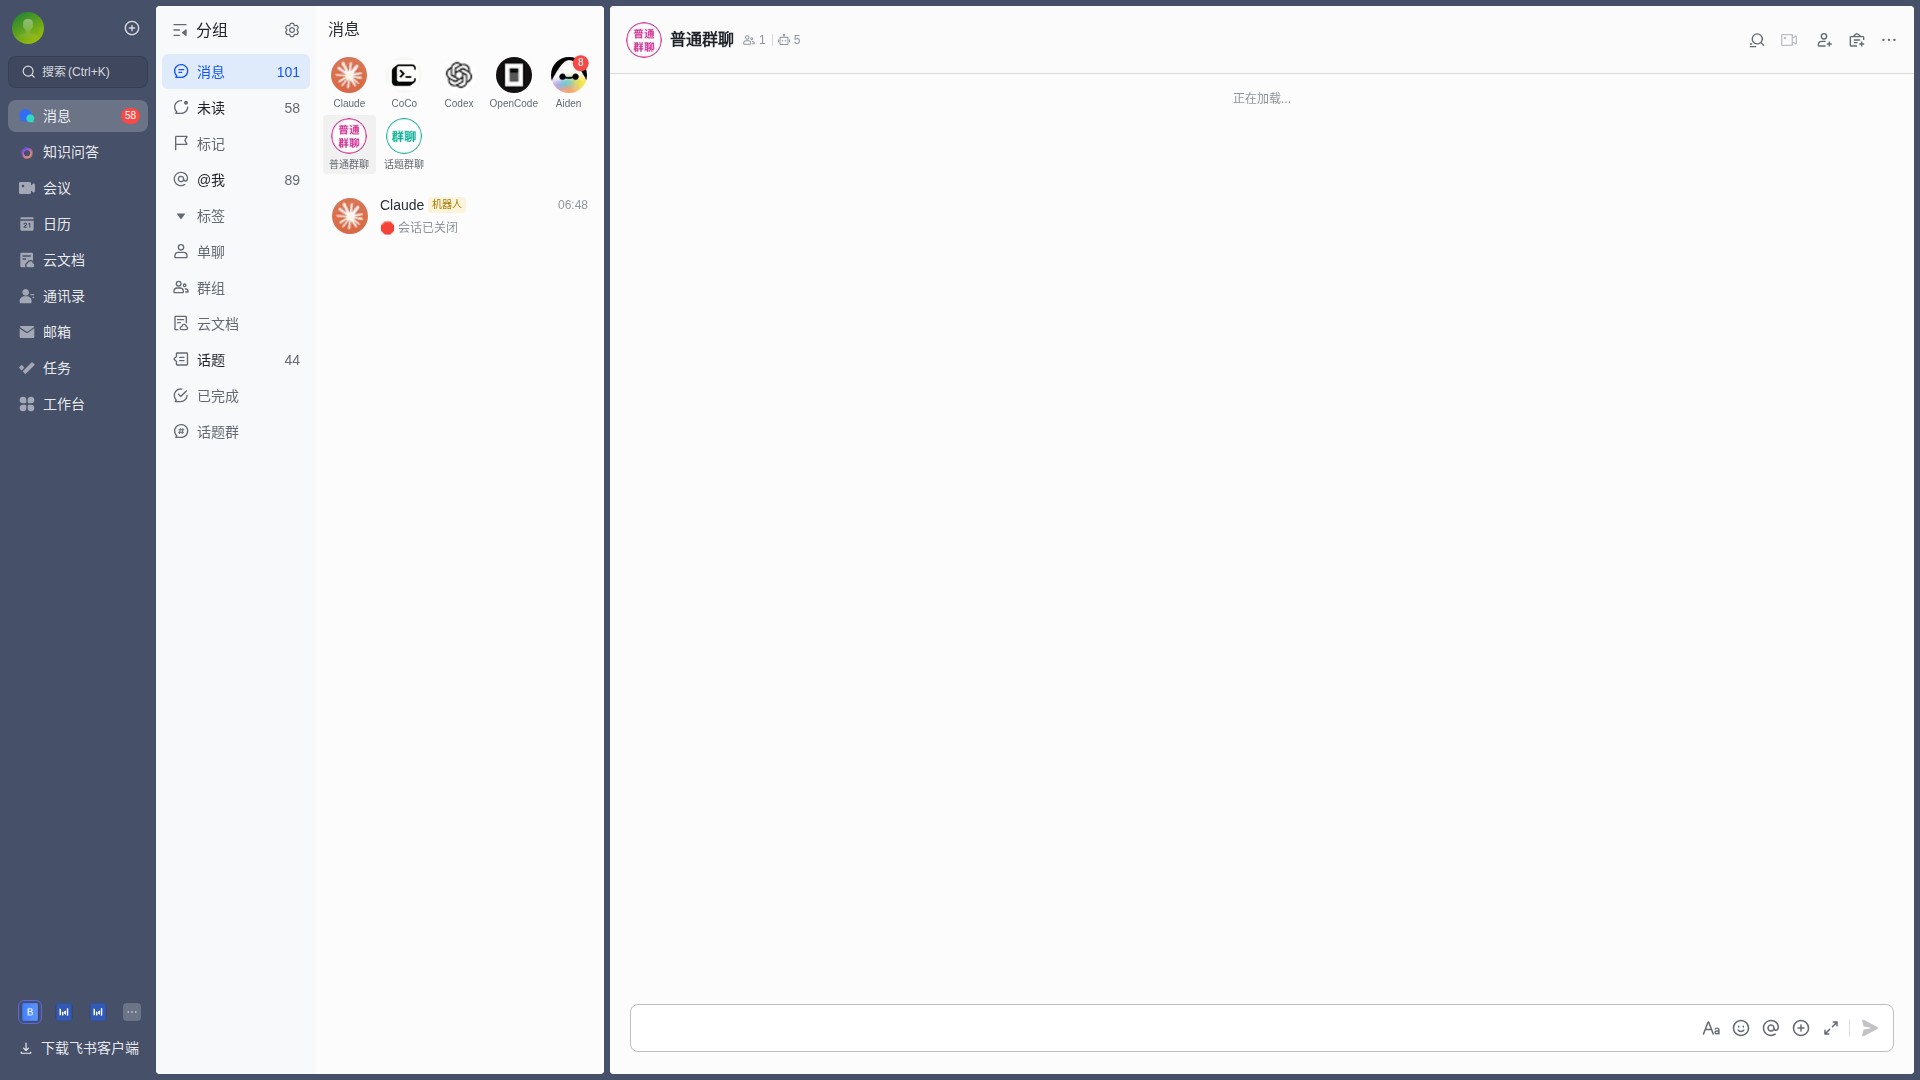 搜索 (Ctrl+K)
消息
58
知识问答
会议
日历
云文档
通讯录
邮箱
任务
工作台
B
下载飞书客户端
分组
消息
101
未读
58
标记
@我
89
标签
单聊
群组
云文档
话题
44
已完成
话题群
消息
8
Claude
CoCo
Codex
OpenCode
Aiden
普通
群聊
群聊
普通群聊
话题群聊
Claude
机器人
06:48
会话已关闭
普通
群聊
普通群聊
1
5
正在加载...
Aa